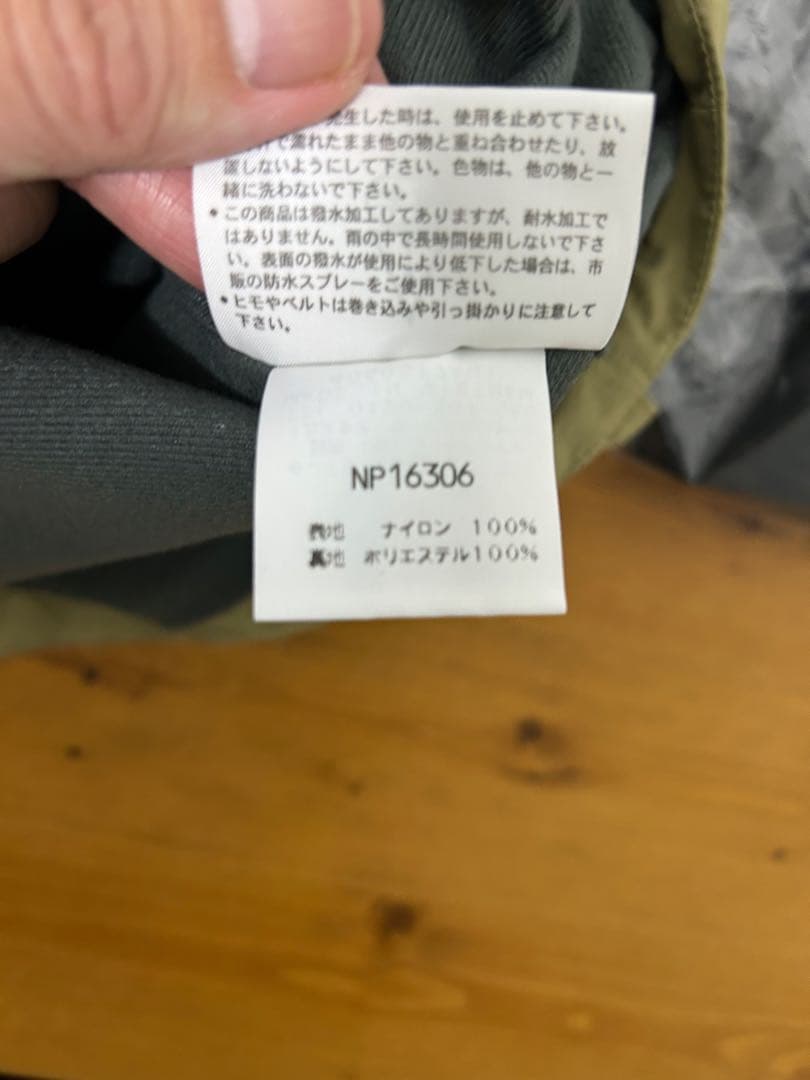 生した時は、使用を止めて下さい。
で濡れたまま他の物と重ね合わせたり、放
置しないようにして下さい。色物は、他の物と一
緒に洗わないで下さい。
・この商品は撥水加工してありますが、耐水加工で
はありません。雨の中で長時間使用しないで下さ
い。表面の撥水が使用により低下した場合は、市
販の防水スプレーをご使用下さい。
・ヒモやベルトは巻き込みや引っ掛かりに注意して
下さい。
NP16306
表地 ナイロン 100%
裏地 ポリエステル100%